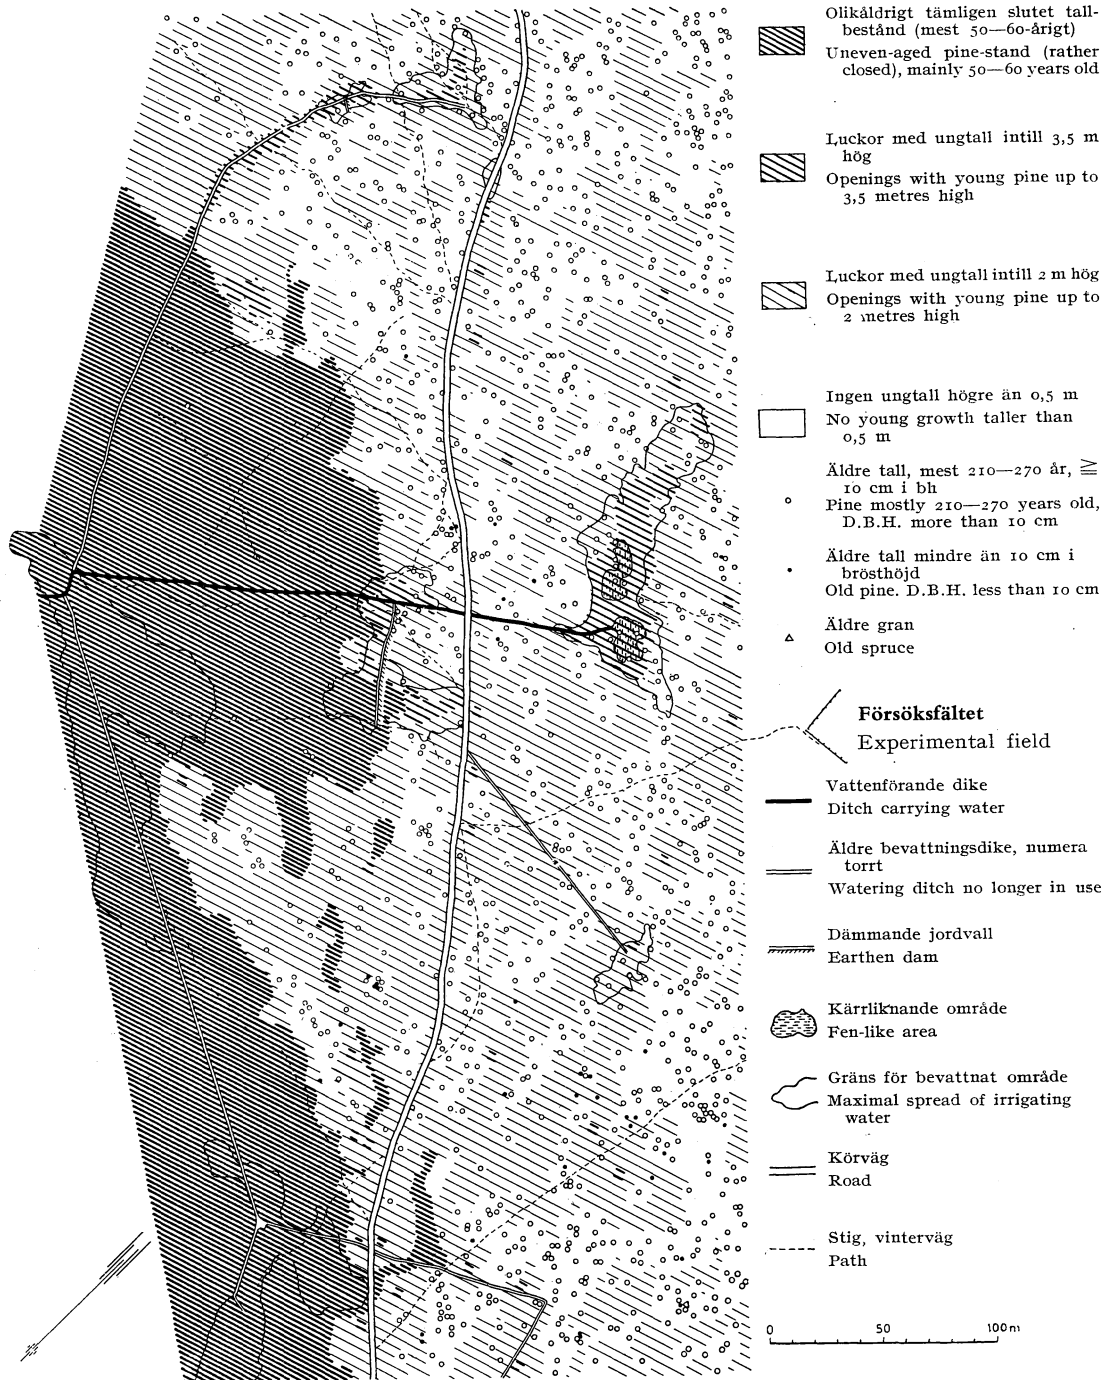 Olikåldrigt tämligen slutet tall-
bestånd (mest 50—60-årigt)
Uneven-aged pine-stand (rather
closed), mainly 50—60 years old
Luckor med ungtall intill 3,5 m
hög
Openings with young pine up to
3,5 metres high
Luckor med ungtall intill 2 m hög
Openings with young pine up to
2 metres high
Ingen ungtall högre än 0,5 m
No young growth taller than
0,5 m
Äldre tall, mest 210—270 år, ≧
10 cm i bh
Pine mostly 210—270 years old,
D.B.H. more than 10 cm
Äldre tall mindre än 10 cm i
brösthöjd
Old pine. D.B.H. less than 10 cm
Äldre gran
Old spruce
Försöksfältet
Experimental field
Vattenförande dike
Ditch carrying water
Äldre bevattningsdike, numera
torrt
Watering ditch no longer in use
Dämmande jordvall
Earthen dam
Kärrliknande område
Fen-like area
Gräns för bevattnat område
Maximal spread of irrigating
water
Körväg
Road
Stig, vinterväg
Path
0 50 100 m